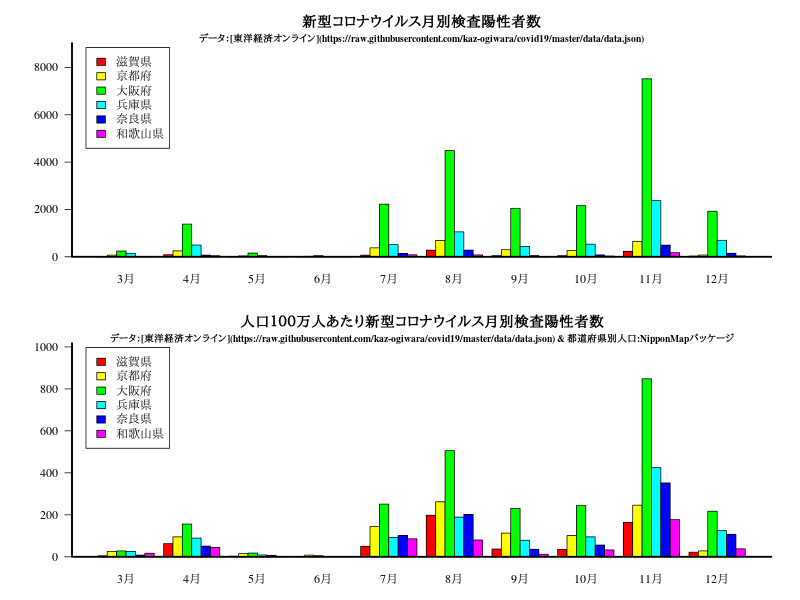 新型コロナウイルス月別検査陽性者数
データ：[東洋経済オンライン](https://raw.githubusercontent.com/kaz-ogiwara/covid19/master/data/data.json)
滋賀県
京都府
大阪府
兵庫県
奈良県
和歌山県
8000
6000
4000
2000
0
3月 4月 5月 6月 7月 8月 9月 10月 11月 12月
人口100万人あたり新型コロナウイルス月別検査陽性者数
データ：[東洋経済オンライン](https://raw.githubusercontent.com/kaz-ogiwara/covid19/master/data/data.json) & 都道府県別人口:NipponMapパッケージ
滋賀県
京都府
大阪府
兵庫県
奈良県
和歌山県
1000
800
600
400
200
0
3月 4月 5月 6月 7月 8月 9月 10月 11月 12月